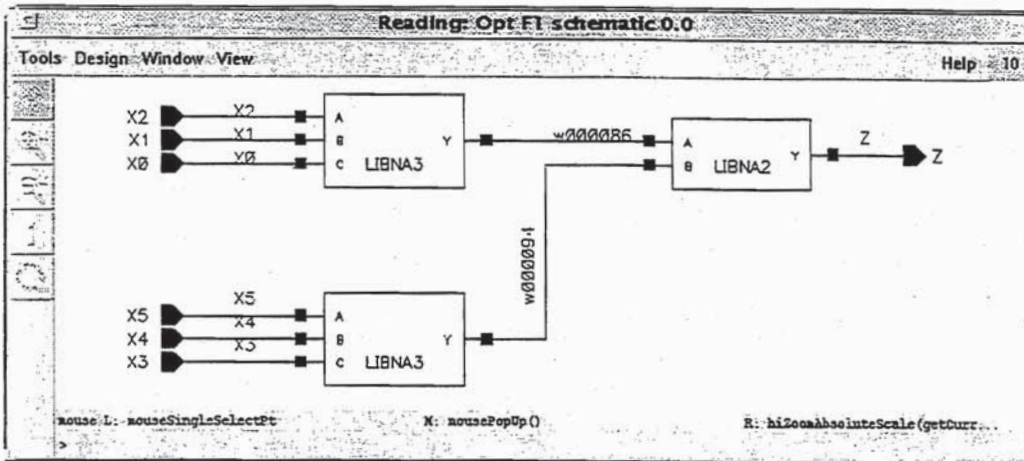 Reading: Opt F1 schematic 0.0
Tools Design Window View Help 10
X2 X2 A
X1 X1 B Y w000086 A Z
X0 X0 C LIBNA3 B LIBNA2 Y Z
w000094
X5 X5 A
X4 X4 B Y
X3 X3 C LIBNA3
mouse L: mouseSingleSelectPt M: mousePopUp() R: hiZoomAbsoluteScale(getCurr...
>